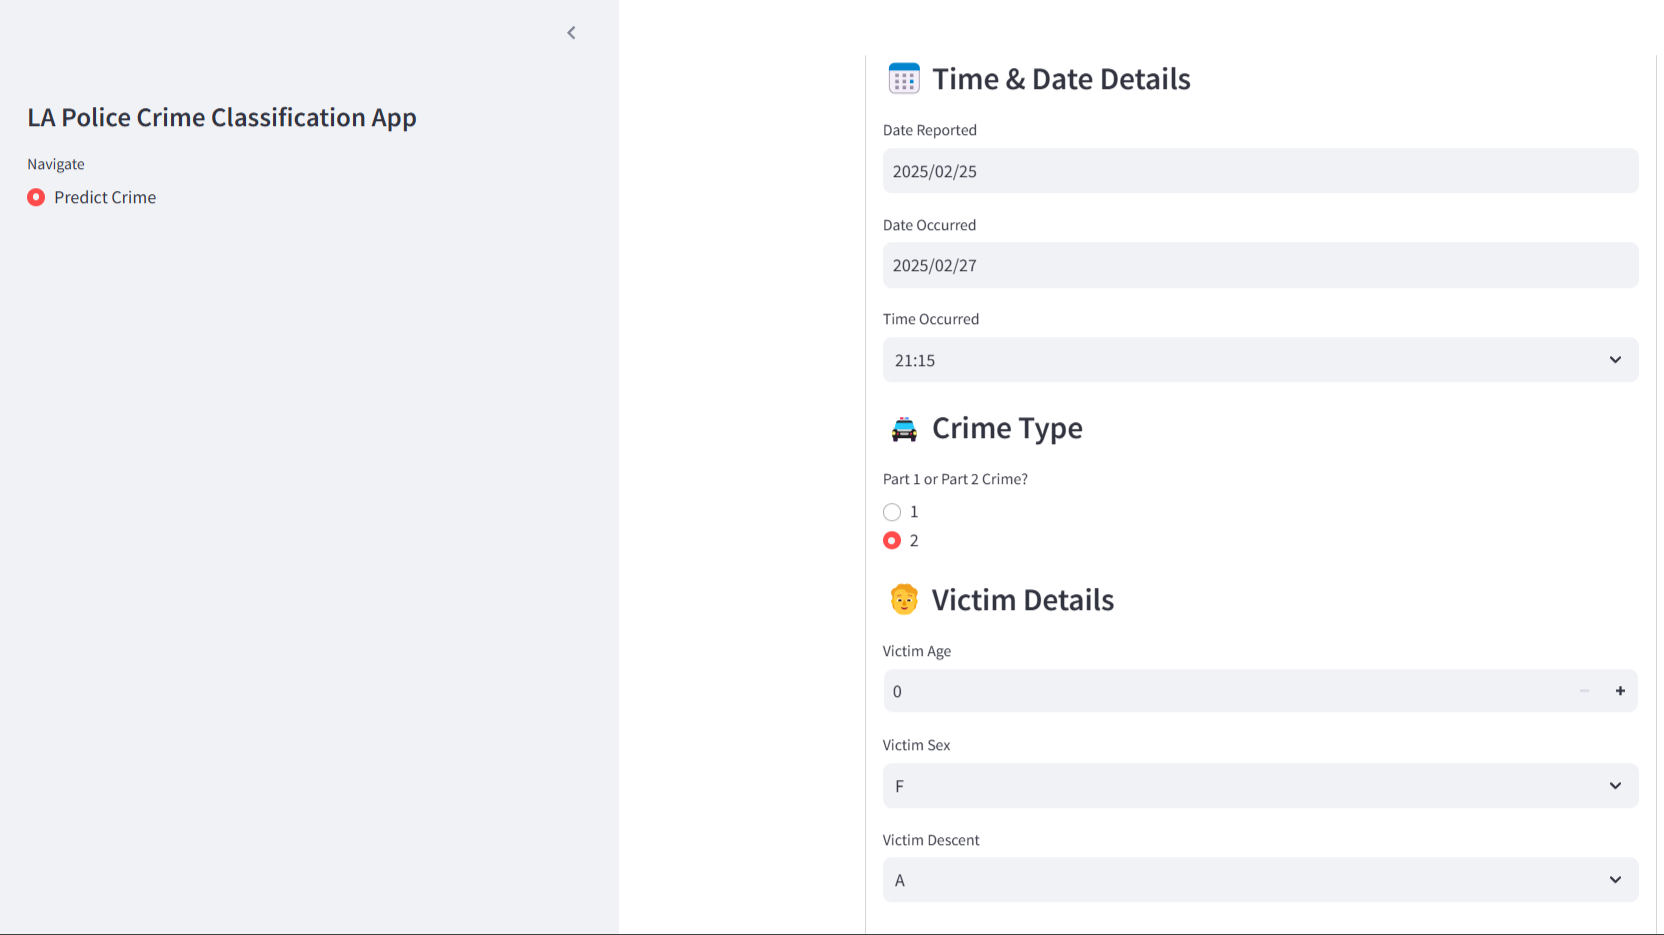 LA Police Crime Classification App
Navigate
Predict Crime
Time & Date Details
Date Reported
2025/02/25
Date Occurred
2025/02/27
Time Occurred
21:15
Crime Type
Part 1 or Part 2 Crime?
1
2
Victim Details
Victim Age
0
Victim Sex
F
Victim Descent
A